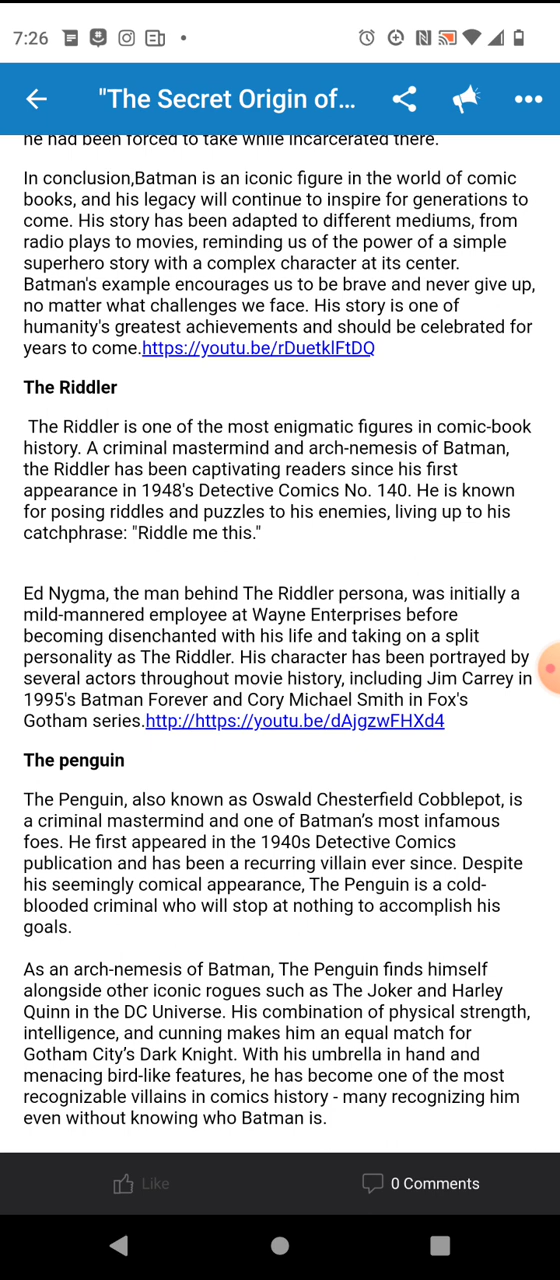 7:26
"The Secret Origin of...
he had been forced to take while incarcerated there.
In conclusion,Batman is an iconic figure in the world of comic
books, and his legacy will continue to inspire for generations to
come. His story has been adapted to different mediums, from
radio plays to movies, reminding us of the power of a simple
superhero story with a complex character at its center.
Batman's example encourages us to be brave and never give up,
no matter what challenges we face. His story is one of
humanity's greatest achievements and should be celebrated for
years to come.https://youtu.be/rDuetklFtDQ
The Riddler
The Riddler is one of the most enigmatic figures in comic-book
history. A criminal mastermind and arch-nemesis of Batman,
the Riddler has been captivating readers since his first
appearance in 1948's Detective Comics No. 140. He is known
for posing riddles and puzzles to his enemies, living up to his
catchphrase: "Riddle me this."
Ed Nygma, the man behind The Riddler persona, was initially a
mild-mannered employee at Wayne Enterprises before
becoming disenchanted with his life and taking on a split
personality as The Riddler. His character has been portrayed by
several actors throughout movie history, including Jim Carrey in
1995's Batman Forever and Cory Michael Smith in Fox's
Gotham series.http://https://youtu.be/dAjgzwFHXd4
The penguin
The Penguin, also known as Oswald Chesterfield Cobblepot, is
a criminal mastermind and one of Batman’s most infamous
foes. He first appeared in the 1940s Detective Comics
publication and has been a recurring villain ever since. Despite
his seemingly comical appearance, The Penguin is a cold-
blooded criminal who will stop at nothing to accomplish his
goals.
As an arch-nemesis of Batman, The Penguin finds himself
alongside other iconic rogues such as The Joker and Harley
Quinn in the DC Universe. His combination of physical strength,
intelligence, and cunning makes him an equal match for
Gotham City’s Dark Knight. With his umbrella in hand and
menacing bird-like features, he has become one of the most
recognizable villains in comics history - many recognizing him
even without knowing who Batman is.
Like
0 Comments